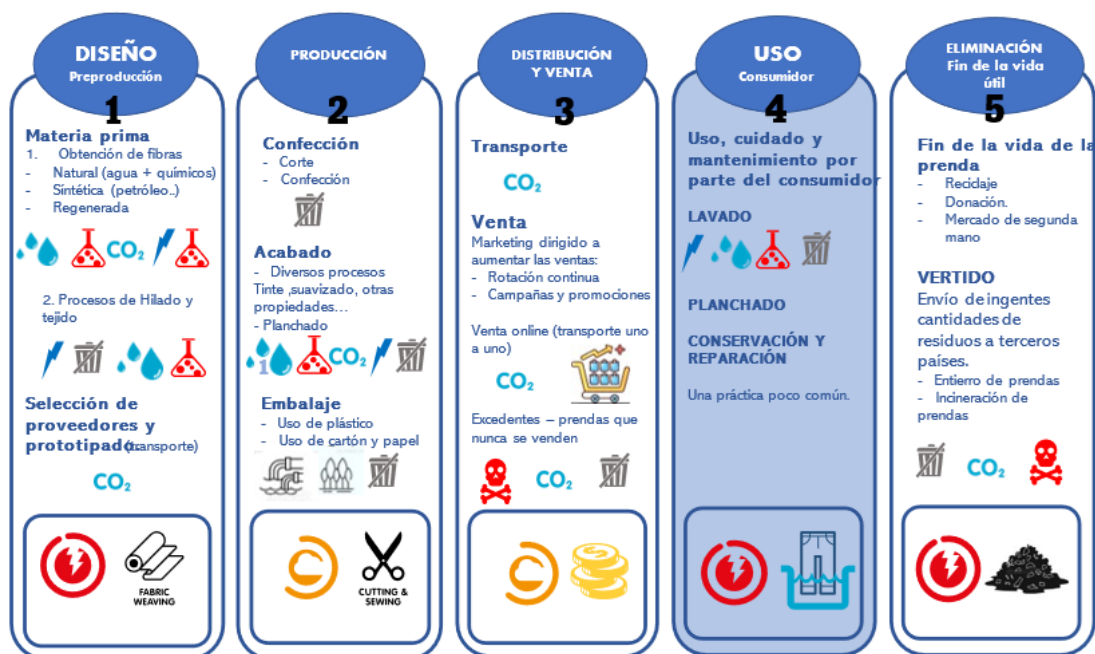 DISEÑO
Preproducción
1
Materia prima
1. Obtención de fibras
- Natural (agua + químicos)
- Sintética (petróleo..)
- Regenerada
CO2
2. Procesos de Hilado y
tejido
Selección de
proveedores y
prototipado. (transporte)
CO2
FABRIC
WEAVING
PRODUCCIÓN
2
Confección
- Corte
- Confección
Acabado
- Diversos procesos
Tinte ,suavizado, otras
propiedades...
- Planchado
1
CO2
Embalaje
- Uso de plástico
- Uso de cartón y papel
CUTTING &
SEWING
DISTRIBUCIÓN
Y VENTA
3
Transporte
CO2
Venta
Marketing dirigido a
aumentar las ventas:
- Rotación continua
- Campañas y promociones
Venta online (transporte uno
a uno)
CO2
Excedentes – prendas que
nunca se venden
CO2
USO
Consumidor
4
Uso, cuidado y
mantenimiento por
parte del consumidor
LAVADO
PLANCHADO
CONSERVACIÓN Y
REPARACIÓN
Una práctica poco común.
ELIMINACIÓN
Fin de la vida
útil
5
Fin de la vida de la
prenda
- Reciclaje
- Donación.
- Mercado de segunda
mano
VERTIDO
Envío de ingentes
cantidades de
residuos a terceros
países.
- Entierro de prendas
- Incineración de
prendas
CO2